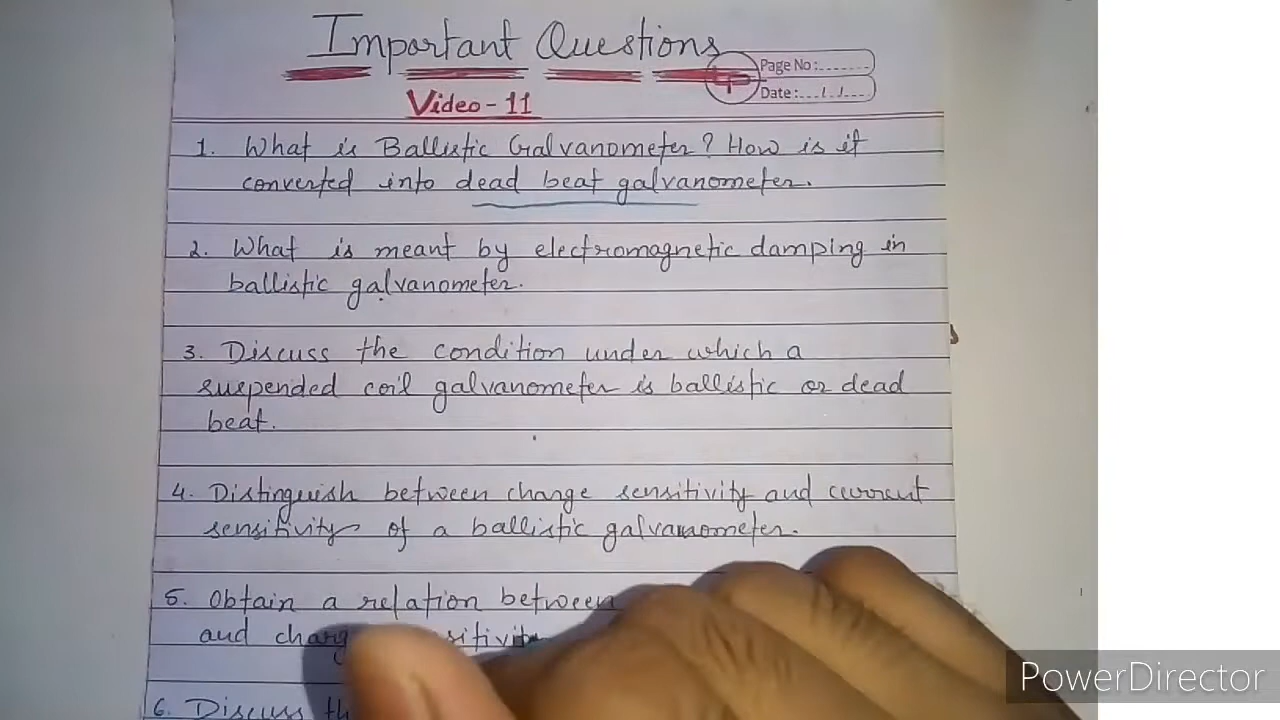 Important Questions
Page No :.......
Date :.../../....
Video - 11
1. What is Ballistic Galvanometer? How is it
converted into dead beat galvanometer.
2. What is meant by electromagnetic damping in
ballistic galvanometer.
3. Discuss the condition under which a
suspended coil galvanometer is ballistic or dead
beat.
4. Distinguish between charge sensitivity and current
sensitivity of a ballistic galvanometer.
5. Obtain a relation between
and
6. Discuss
PowerDirector